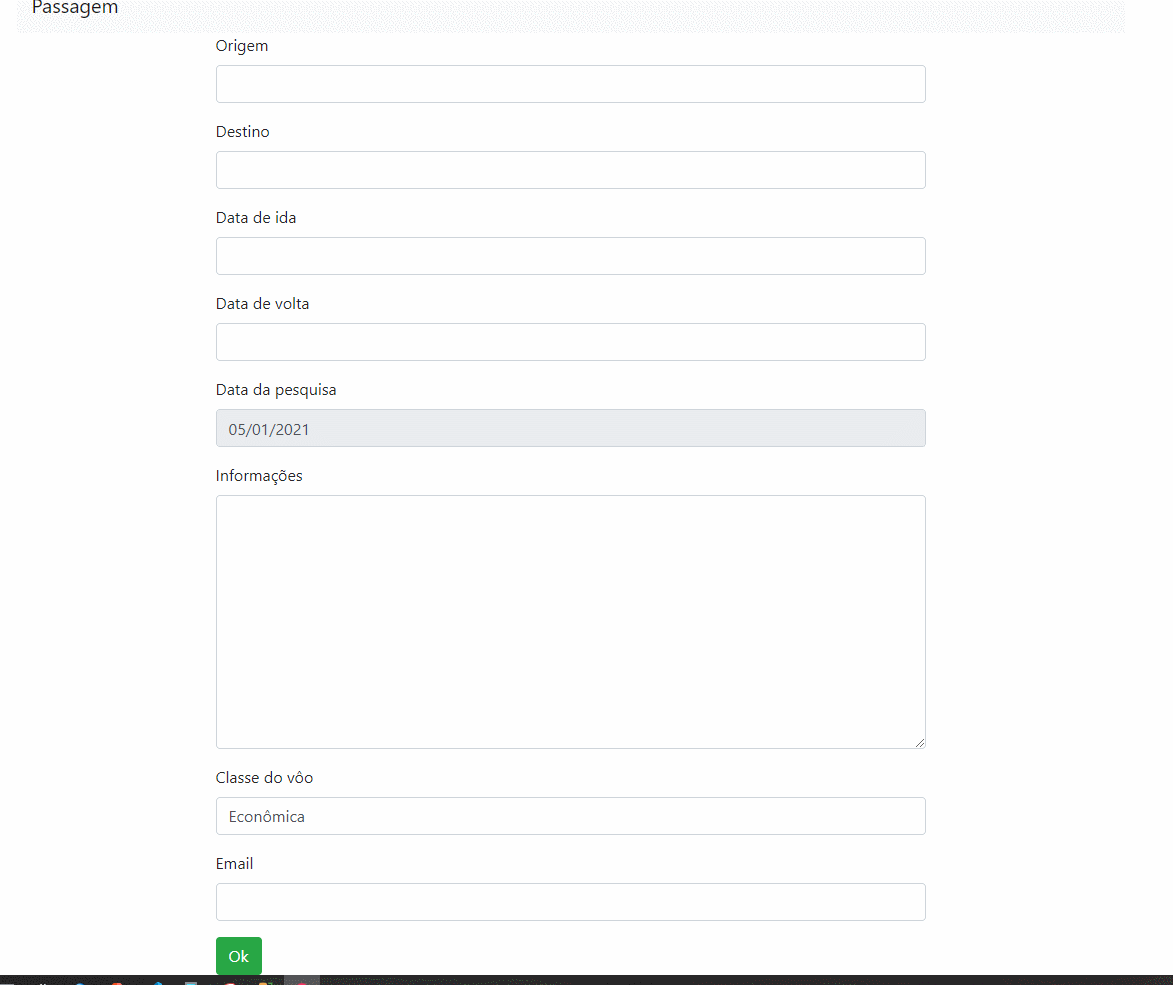 Passagem
Origem
Destino
Data de ida
Data de volta
Data da pesquisa
05/01/2021
Informações
Classe do vôo
Econômica
Email
Ok